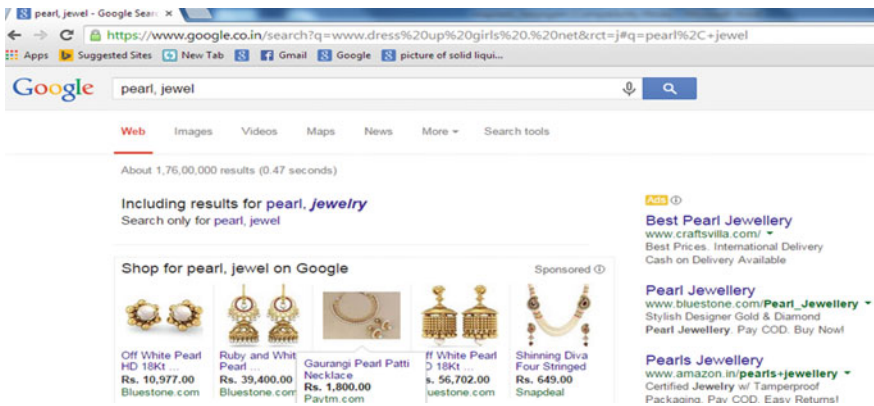 pearl, jewel - Google Sear
https://www.google.co.in/search?q=www.dress%20up%20girls%20.%20net&rct=j#q=pearl%2C+jewel
Apps Suggested Sites New Tab Gmail Google picture of solid liqui...
Google pearl, jewel
Web Images Videos Maps News More Search tools
About 1,76,00,000 results (0.47 seconds)
Including results for pearl, jewelry
Search only for pearl, jewel
Shop for pearl, jewel on Google Sponsored
Off White Pearl
HD 18Kt ...
Rs. 10,977.00
Bluestone.com
Ruby and Whit
Pearl ...
Rs. 39,400.00
Bluestone.com
Gaurangi Pearl Patti
Necklace
Rs. 1,800.00
Paytm.com
ff White Pearl
D 18Kt ...
s. 56,702.00
uestone.com
Shinning Diva
Four Stringed
Rs. 649.00
Snapdeal
Ads
Best Pearl Jewellery
www.craftsvilla.com/
Best Prices. International Delivery
Cash on Delivery Available
Pearl Jewellery
www.bluestone.com/Pearl_Jewellery
Stylish Designer Gold & Diamond
Pearl Jewellery. Pay COD. Buy Now!
Pearls Jewellery
www.amazon.in/pearls+jewellery
Certified Jewelry w/ Tamperproof
Packaging. Pay COD. Easy Returns!